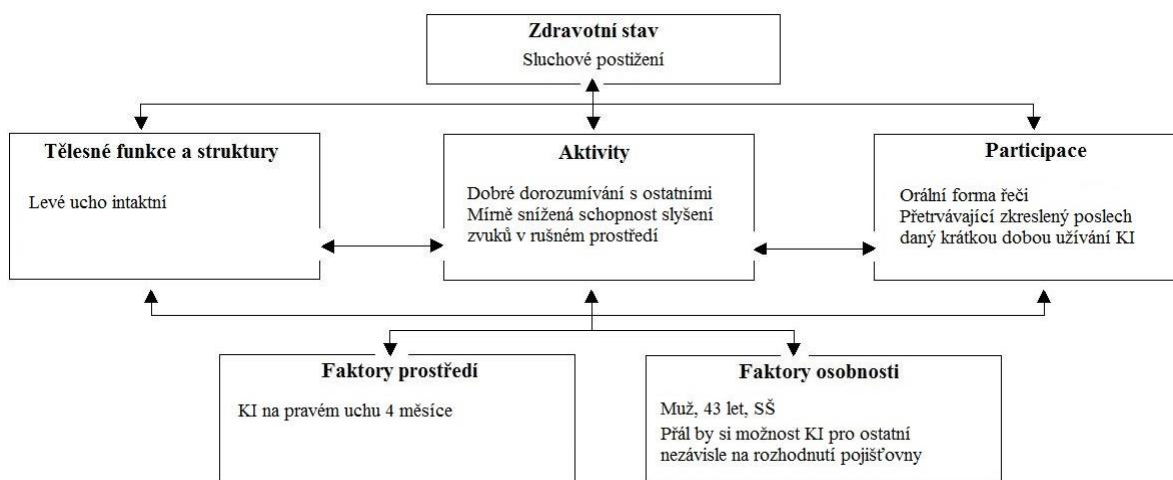 Zdravotní stav
Sluchové postižení
Tělesné funkce a struktury
Levé ucho intaktní
Aktivity
Dobré dorozumívání s ostatními
Mírně snížená schopnost slyšení
zvuků v rušném prostředí
Participace
Orální forma řeči
Přetrvávající zkreslený poslech
daný krátkou dobou užívání KI
Faktory prostředí
KI na pravém uchu 4 měsíce
Faktory osobnosti
Muž, 43 let, SŠ
Přál by si možnost KI pro ostatní
nezávisle na rozhodnutí pojišťovny